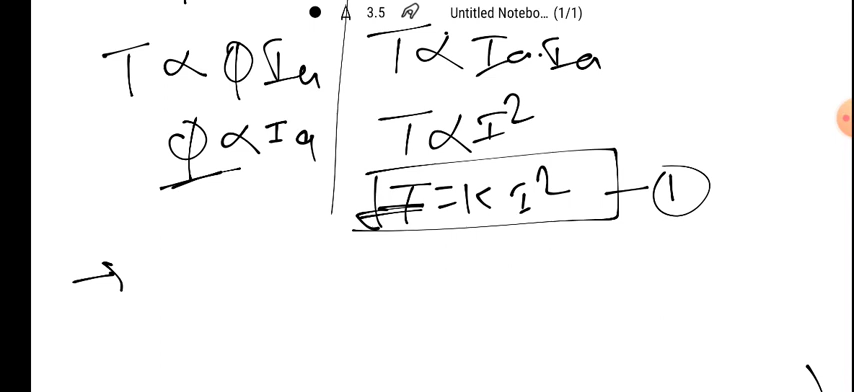 3.5 Untitled Notebo... (1/1)
T ∝ ΦIa
Φ ∝ Ia
T ∝ Ia.Ia
T ∝ I²
T = K I² — ①
→